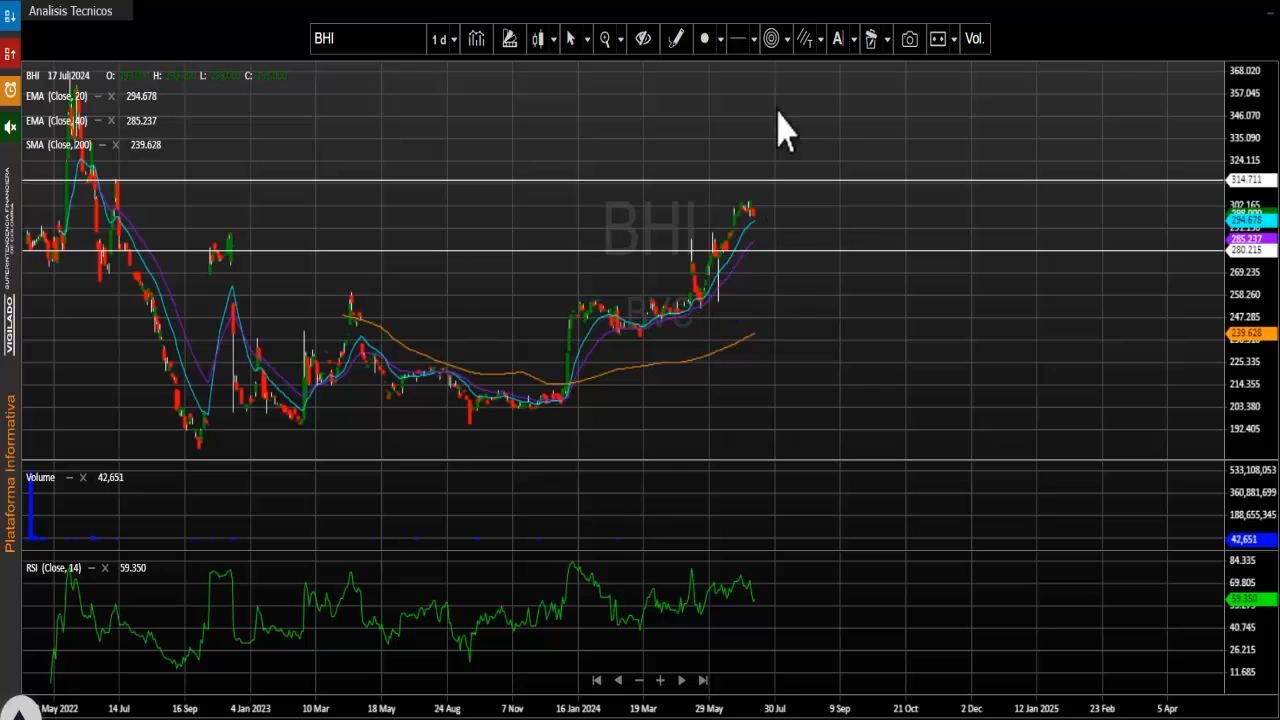 Analisis Tecnicos
BHI
1 d
A
Vol.
BHI 17 Jul 2024 O: H: L: C:
EMA (Close, 20) — X 294.678
EMA (Close, 40) — X 285.237
SMA (Close, 200) — X 239.628
BHI
BVC
368.020
357.045
346.070
335.090
324.115
314.711
302.165
294.678
285.237
280.215
269.235
258.260
247.285
239.628
225.335
214.355
203.380
192.405
Volume — X 42,651
533,108,053
360,881,699
188,655,345
42,651
RSI (Close, 14) — X 59.350
84.335
69.805
59.350
40.745
26.215
11.685
May 2022 14 Jul 16 Sep 4 Jan 2023 10 Mar 18 May 24 Aug 7 Nov 16 Jan 2024 19 Mar 29 May 30 Jul 9 Sep 21 Oct 2 Dec 12 Jan 2025 23 Feb 5 Apr
VIGILADO
SUPERINTENDENCIA FINANCIERA
DE COLOMBIA
Plataforma Informativa